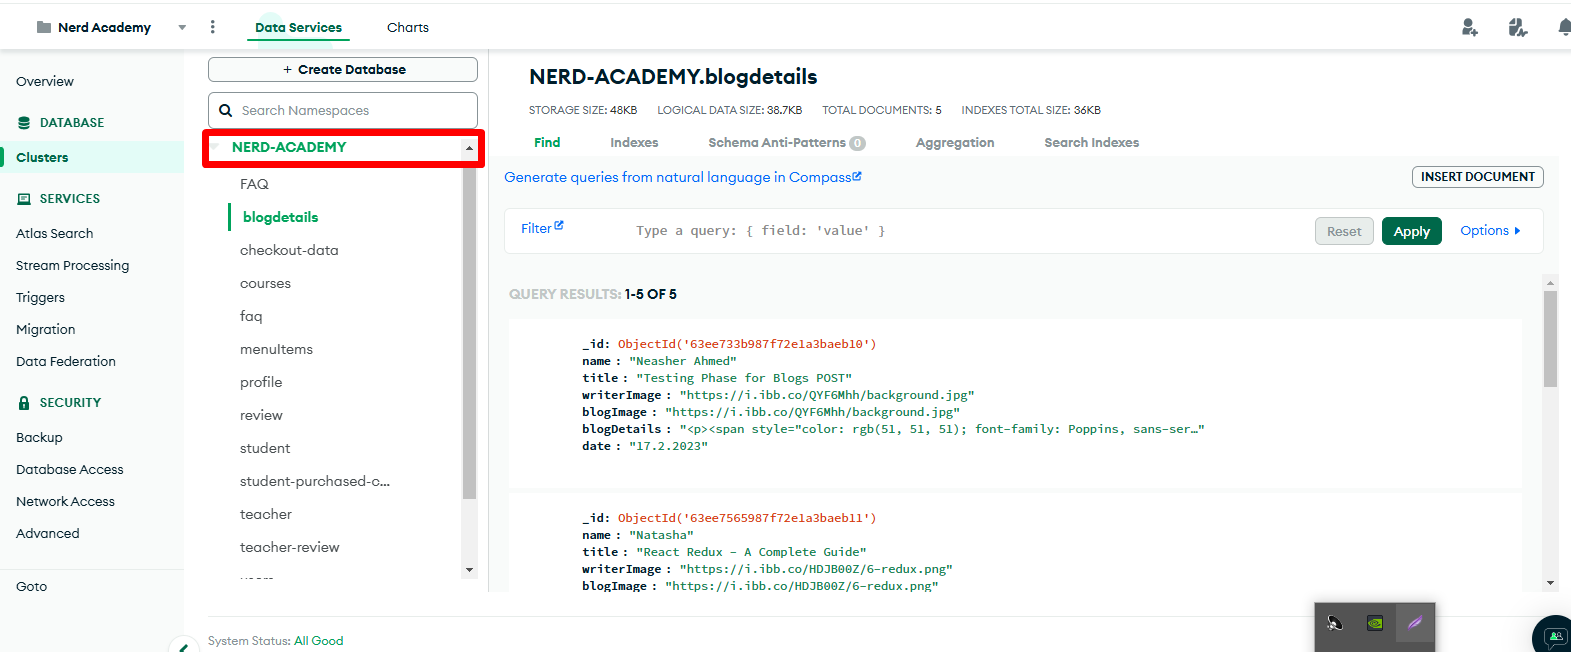 Nerd Academy
Data Services
Charts
Overview
DATABASE
Clusters
SERVICES
Atlas Search
Stream Processing
Triggers
Migration
Data Federation
SECURITY
Backup
Database Access
Network Access
Advanced
Goto
+ Create Database
Search Namespaces
NERD-ACADEMY
FAQ
blogdetails
checkout-data
courses
faq
menuItems
profile
review
student
student-purchased-c...
teacher
teacher-review
NERD-ACADEMY.blogdetails
STORAGE SIZE: 48KB LOGICAL DATA SIZE: 38.7KB TOTAL DOCUMENTS: 5 INDEXES TOTAL SIZE: 36KB
Find Indexes Schema Anti-Patterns 0 Aggregation Search Indexes
Generate queries from natural language in Compass
INSERT DOCUMENT
Filter Type a query: { field: 'value' } Reset Apply Options
QUERY RESULTS: 1-5 OF 5
_id: ObjectId('63ee733b987f72e1a3baeb10')
name : "Neasher Ahmed"
title : "Testing Phase for Blogs POST"
writerImage : "https://i.ibb.co/QYF6Mhh/background.jpg"
blogImage : "https://i.ibb.co/QYF6Mhh/background.jpg"
blogDetails : "<p><span style="color: rgb(51, 51, 51); font-family: Poppins, sans-ser…"
date : "17.2.2023"
_id: ObjectId('63ee7565987f72e1a3baeb11')
name : "Natasha"
title : "React Redux - A Complete Guide"
writerImage : "https://i.ibb.co/HDJB00Z/6-redux.png"
blogImage : "https://i.ibb.co/HDJB00Z/6-redux.png"
System Status: All Good